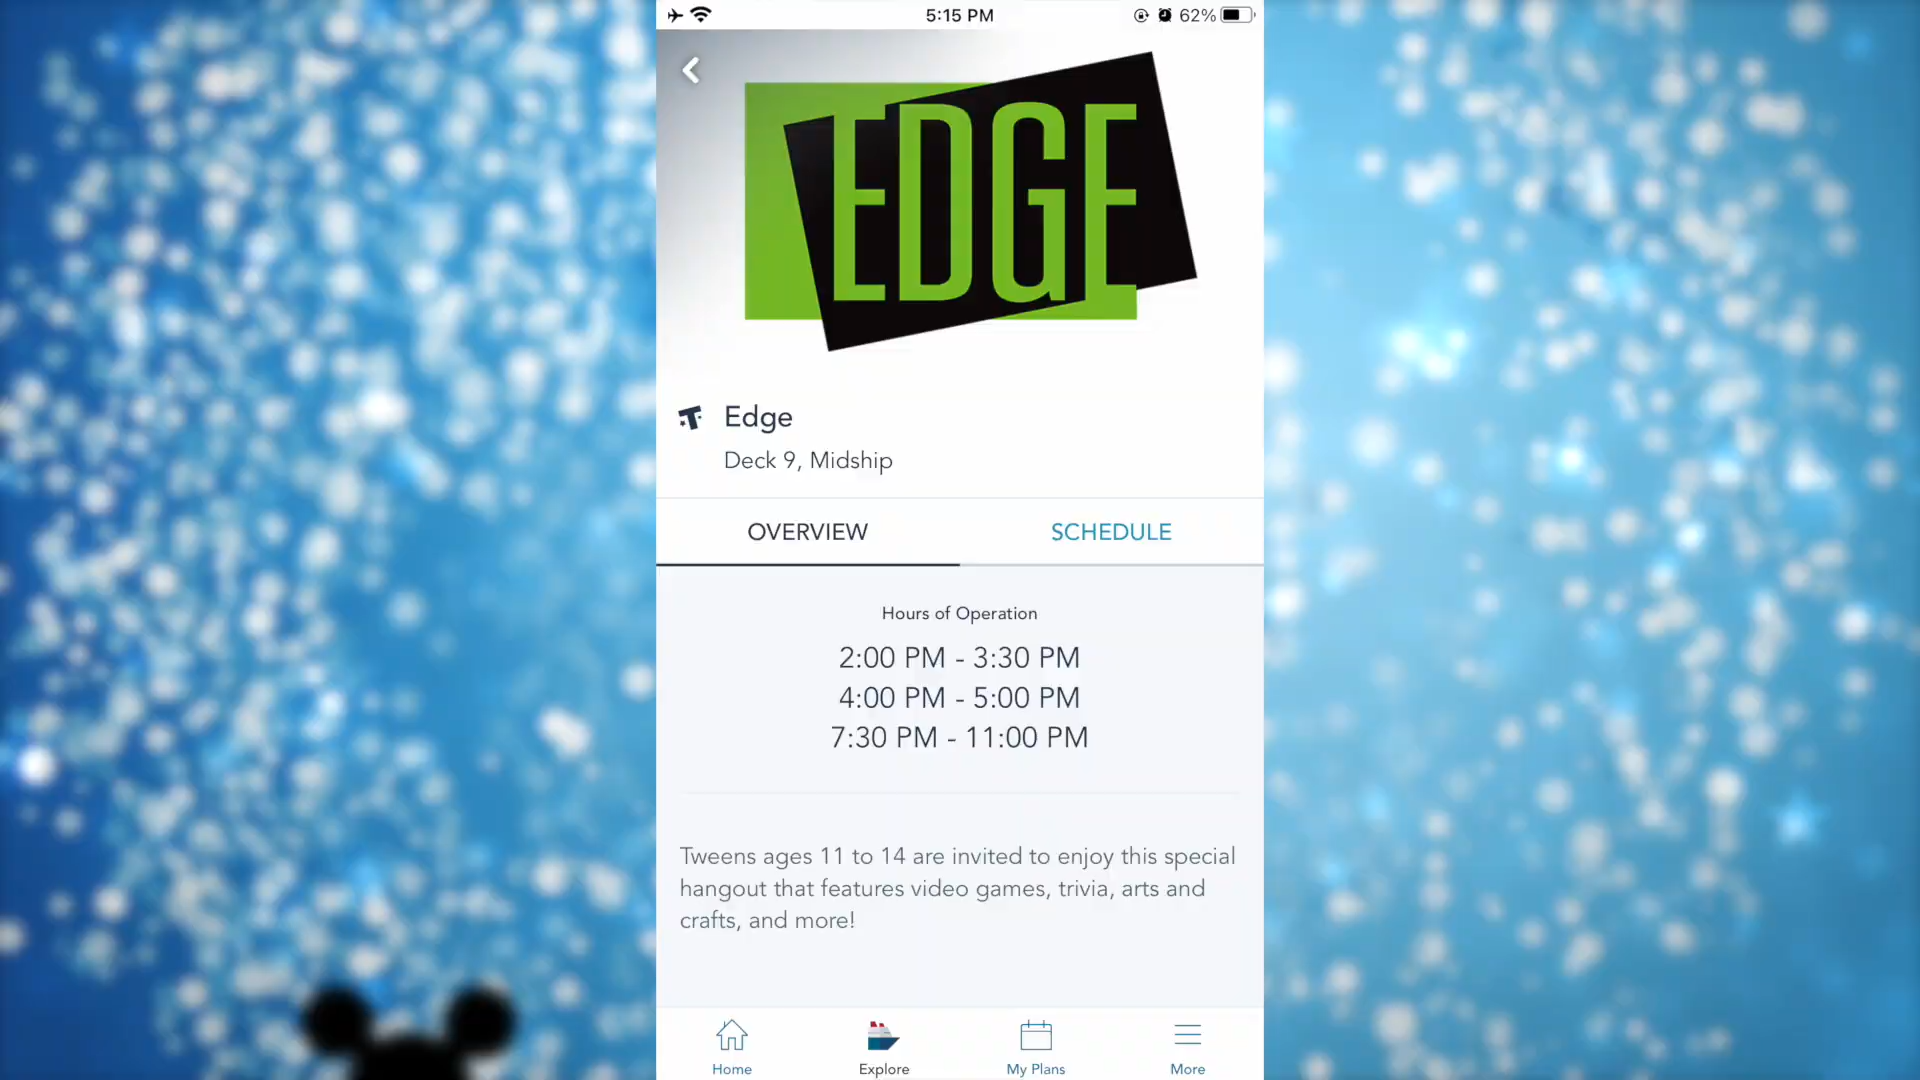 5:15 PM
62%
EDGE
Edge
Deck 9, Midship
OVERVIEW
SCHEDULE
Hours of Operation
2:00 PM - 3:30 PM
4:00 PM - 5:00 PM
7:30 PM - 11:00 PM
Tweens ages 11 to 14 are invited to enjoy this special
hangout that features video games, trivia, arts and
crafts, and more!
Home
Explore
My Plans
More